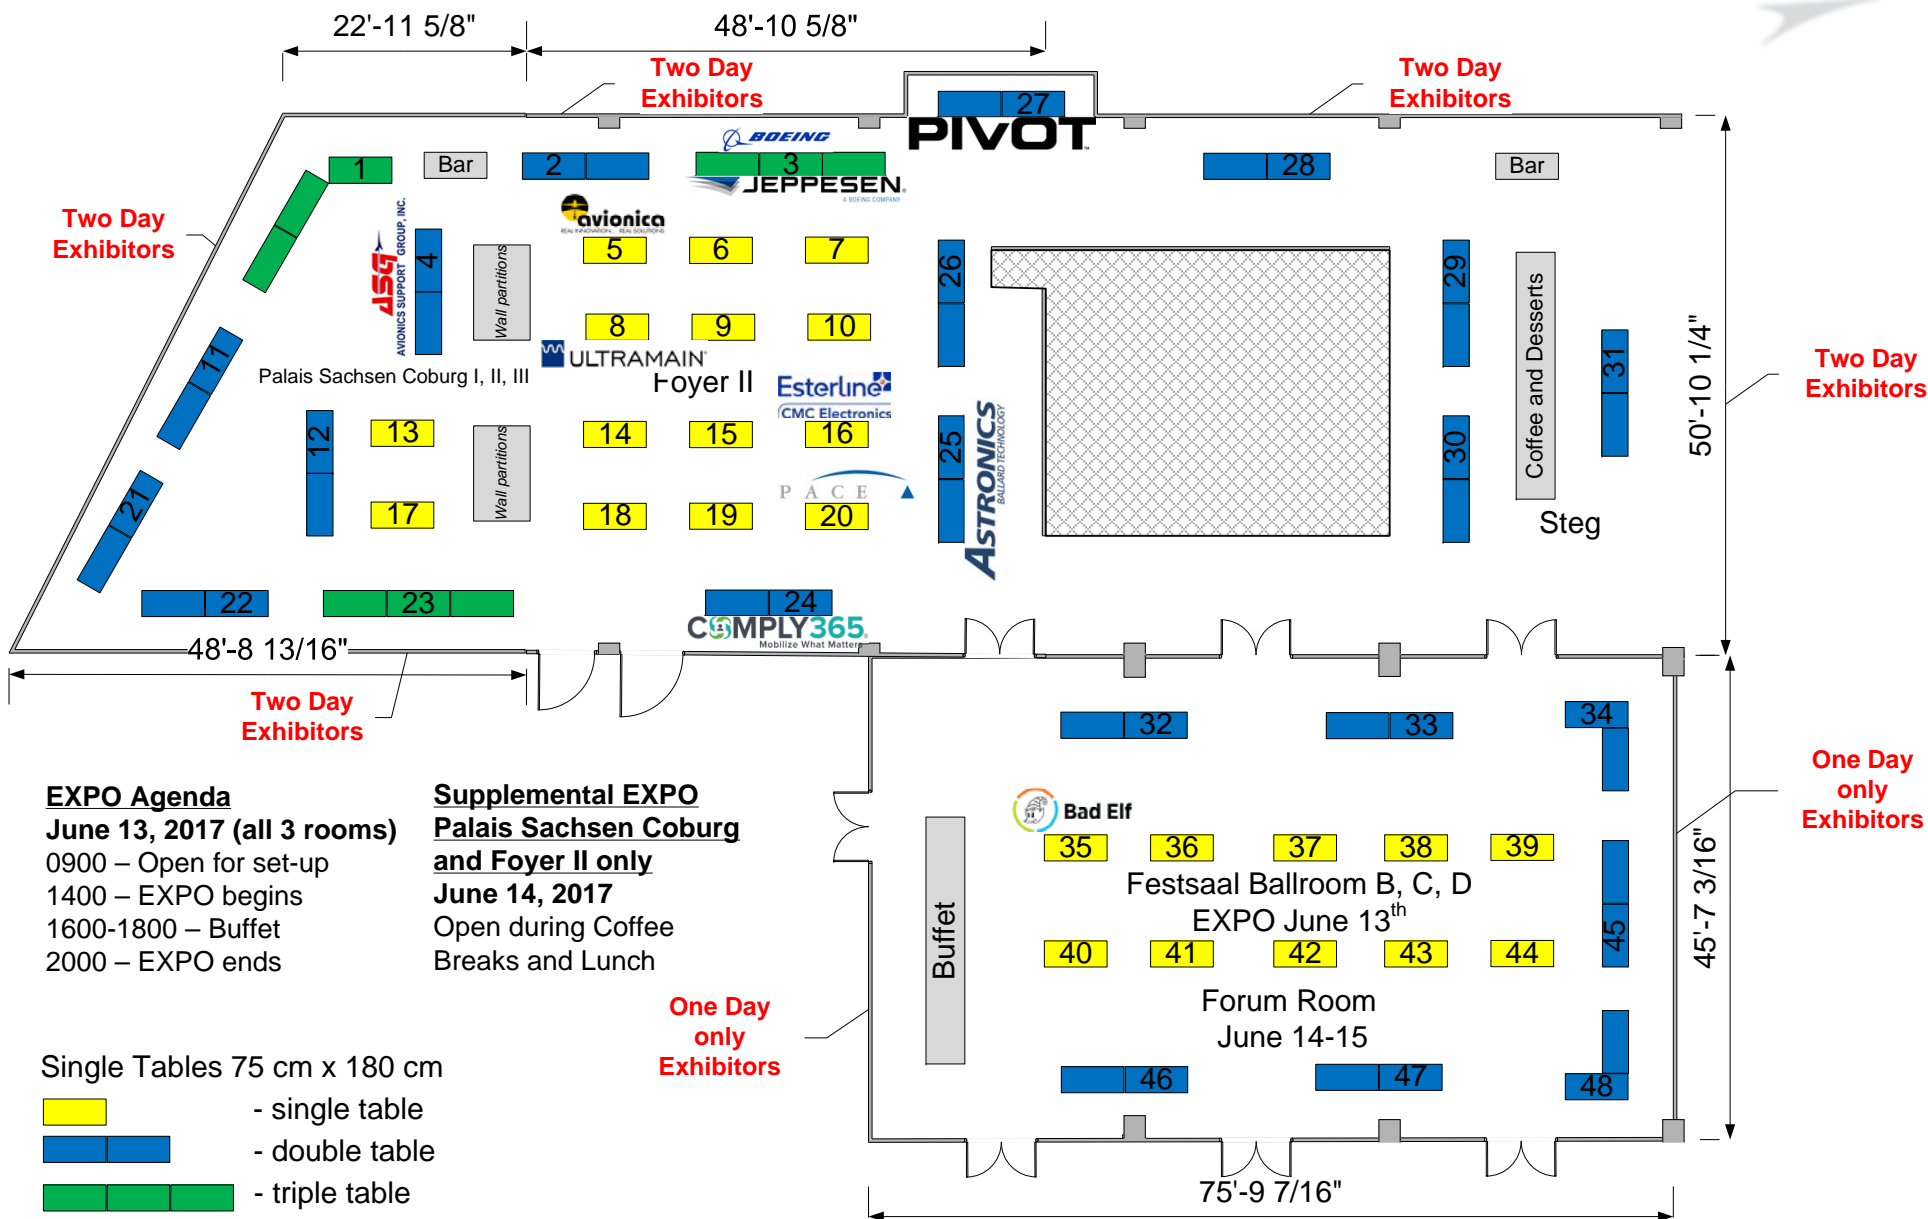 22'-11 5/8"
48'-10 5/8"
Two Day
Exhibitors
Two Day
Exhibitors
27
PIVOT
BOEING
1
Bar
2
3
28
Bar
JEPPESEN.
A BOEING COMPANY
Two Day
Exhibitors
ASG
AVIONICS SUPPORT GROUP, INC.
4
Wall partitions
avionica
REAL INNOVATION... REAL SOLUTIONS
5
6
7
26
29
Coffee and Desserts
31
50'-10 1/4"
Two Day
Exhibitors
8
9
10
11
ULTRAMAIN
Palais Sachsen Coburg I, II, III
Foyer II
Esterline
CMC Electronics
12
13
Wall partitions
14
15
16
25
ASTRONICS
BALLARD TECHNOLOGY
30
PACE
21
17
18
19
20
Steg
22
23
24
COMPLY365
Mobilize What Matters
48'-8 13/16"
Two Day
Exhibitors
32
33
34
One Day
only
Exhibitors
EXPO Agenda
June 13, 2017 (all 3 rooms)
0900 – Open for set-up
1400 – EXPO begins
1600-1800 – Buffet
2000 – EXPO ends
Supplemental EXPO
Palais Sachsen Coburg
and Foyer II only
June 14, 2017
Open during Coffee
Breaks and Lunch
Bad Elf
35
36
37
38
39
Festsaal Ballroom B, C, D
EXPO June 13th
Buffet
45
45'-7 3/16"
40
41
42
43
44
Forum Room
June 14-15
One Day
only
Exhibitors
46
47
48
Single Tables 75 cm x 180 cm
- single table
- double table
- triple table
75'-9 7/16"